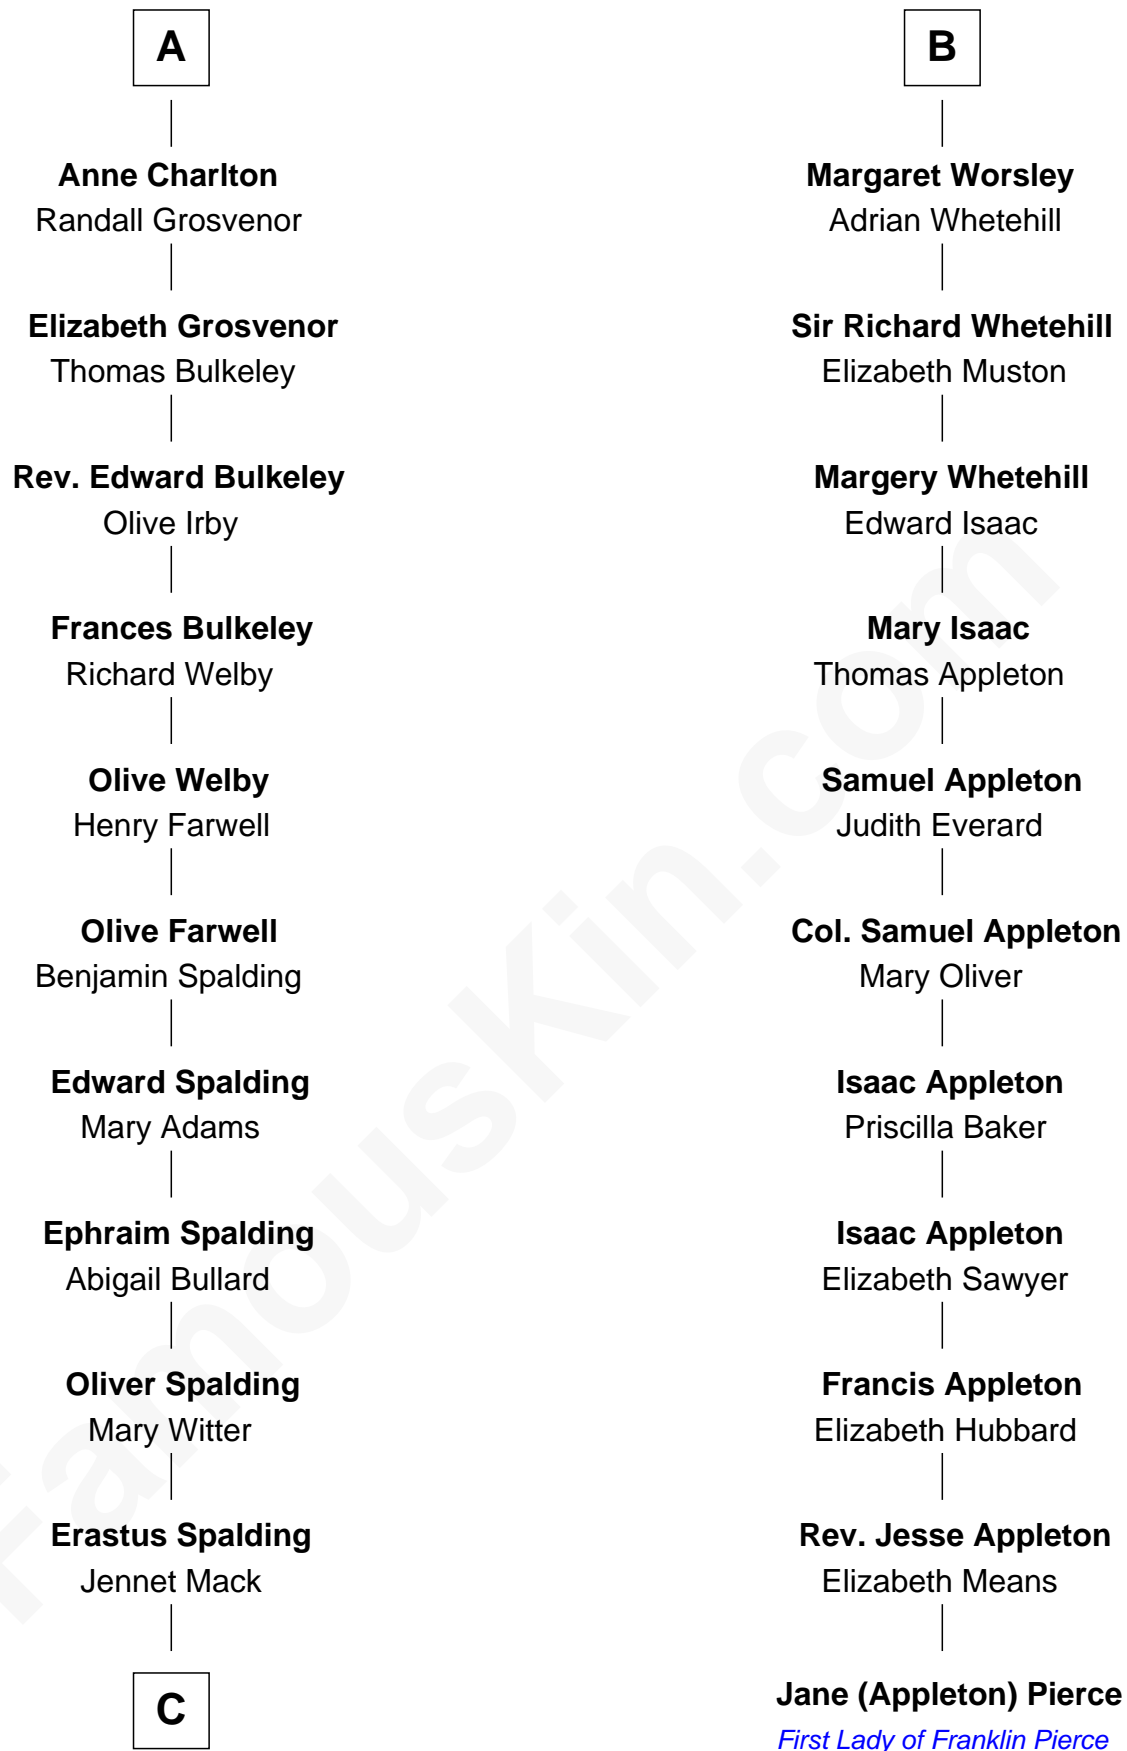 A
Anne Charlton
Randall Grosvenor
Elizabeth Grosvenor
Thomas Bulkeley
Rev. Edward Bulkeley
Olive Irby
Frances Bulkeley
Richard Welby
Olive Welby
Henry Farwell
Olive Farwell
Benjamin Spalding
Edward Spalding
Mary Adams
Ephraim Spalding
Abigail Bullard
Oliver Spalding
Mary Witter
Erastus Spalding
Jennet Mack
C
B
Margaret Worsley
Adrian Whetehill
Sir Richard Whetehill
Elizabeth Muston
Margery Whetehill
Edward Isaac
Mary Isaac
Thomas Appleton
Samuel Appleton
Judith Everard
Col. Samuel Appleton
Mary Oliver
Isaac Appleton
Priscilla Baker
Isaac Appleton
Elizabeth Sawyer
Francis Appleton
Elizabeth Hubbard
Rev. Jesse Appleton
Elizabeth Means
Jane (Appleton) Pierce
First Lady of Franklin Pierce
FamousKin.com